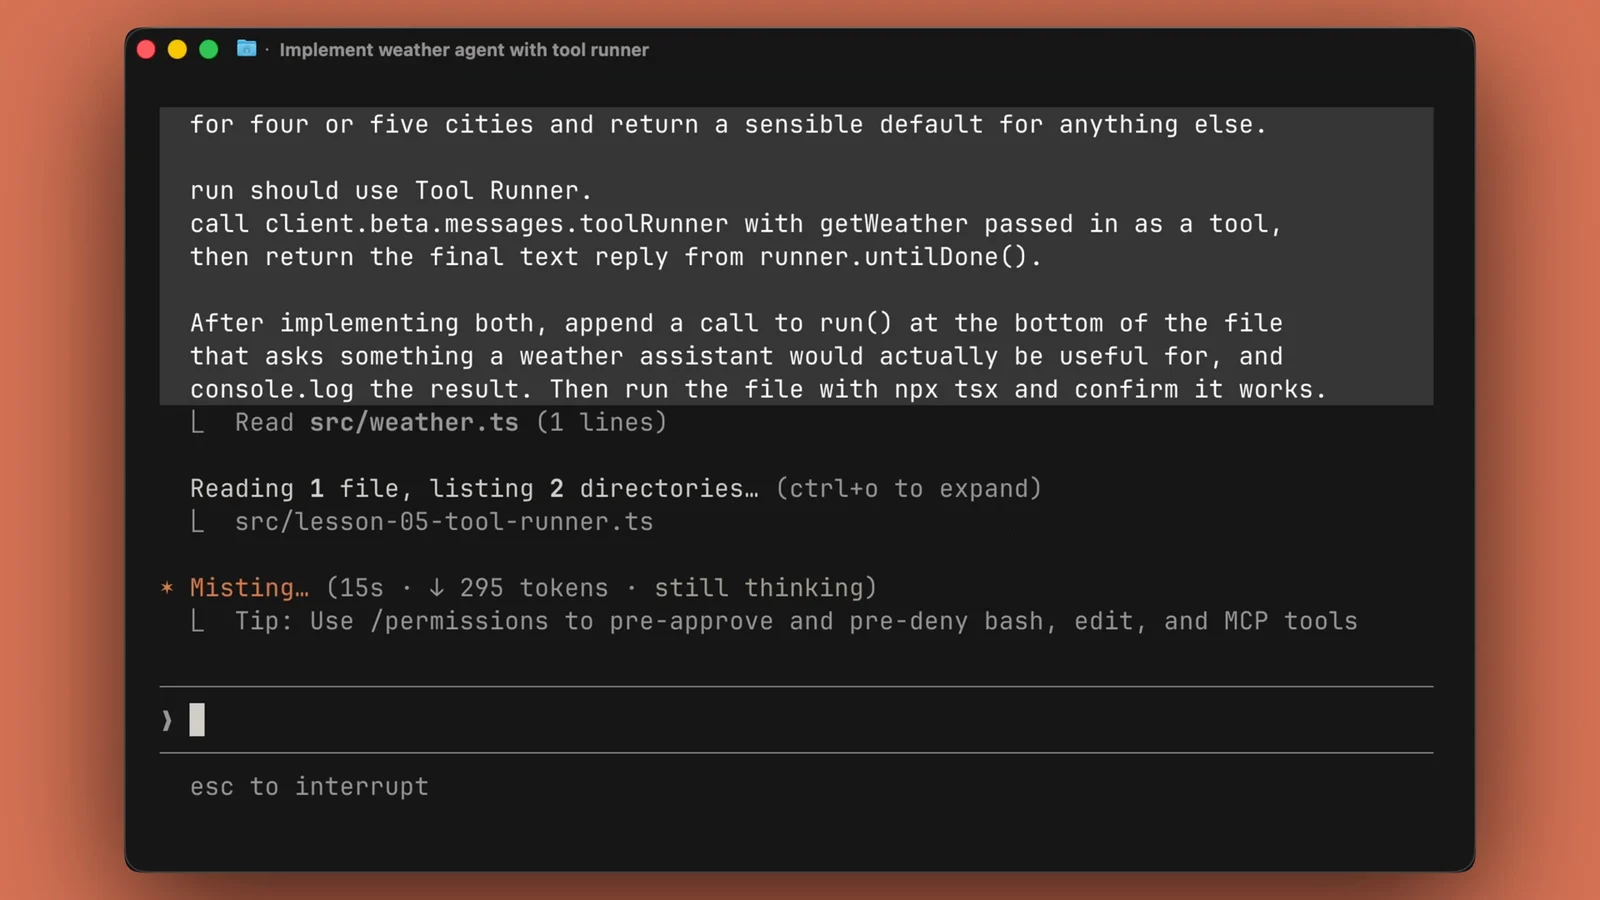 · Implement weather agent with tool runner
for four or five cities and return a sensible default for anything else.
run should use Tool Runner.
call client.beta.messages.toolRunner with getWeather passed in as a tool,
then return the final text reply from runner.untilDone().
After implementing both, append a call to run() at the bottom of the file
that asks something a weather assistant would actually be useful for, and
console.log the result. Then run the file with npx tsx and confirm it works.
⎣ Read src/weather.ts (1 lines)
Reading 1 file, listing 2 directories… (ctrl+o to expand)
⎣ src/lesson-05-tool-runner.ts
✶ Misting… (15s · ↓ 295 tokens · still thinking)
⎣ Tip: Use /permissions to pre-approve and pre-deny bash, edit, and MCP tools
❯
esc to interrupt